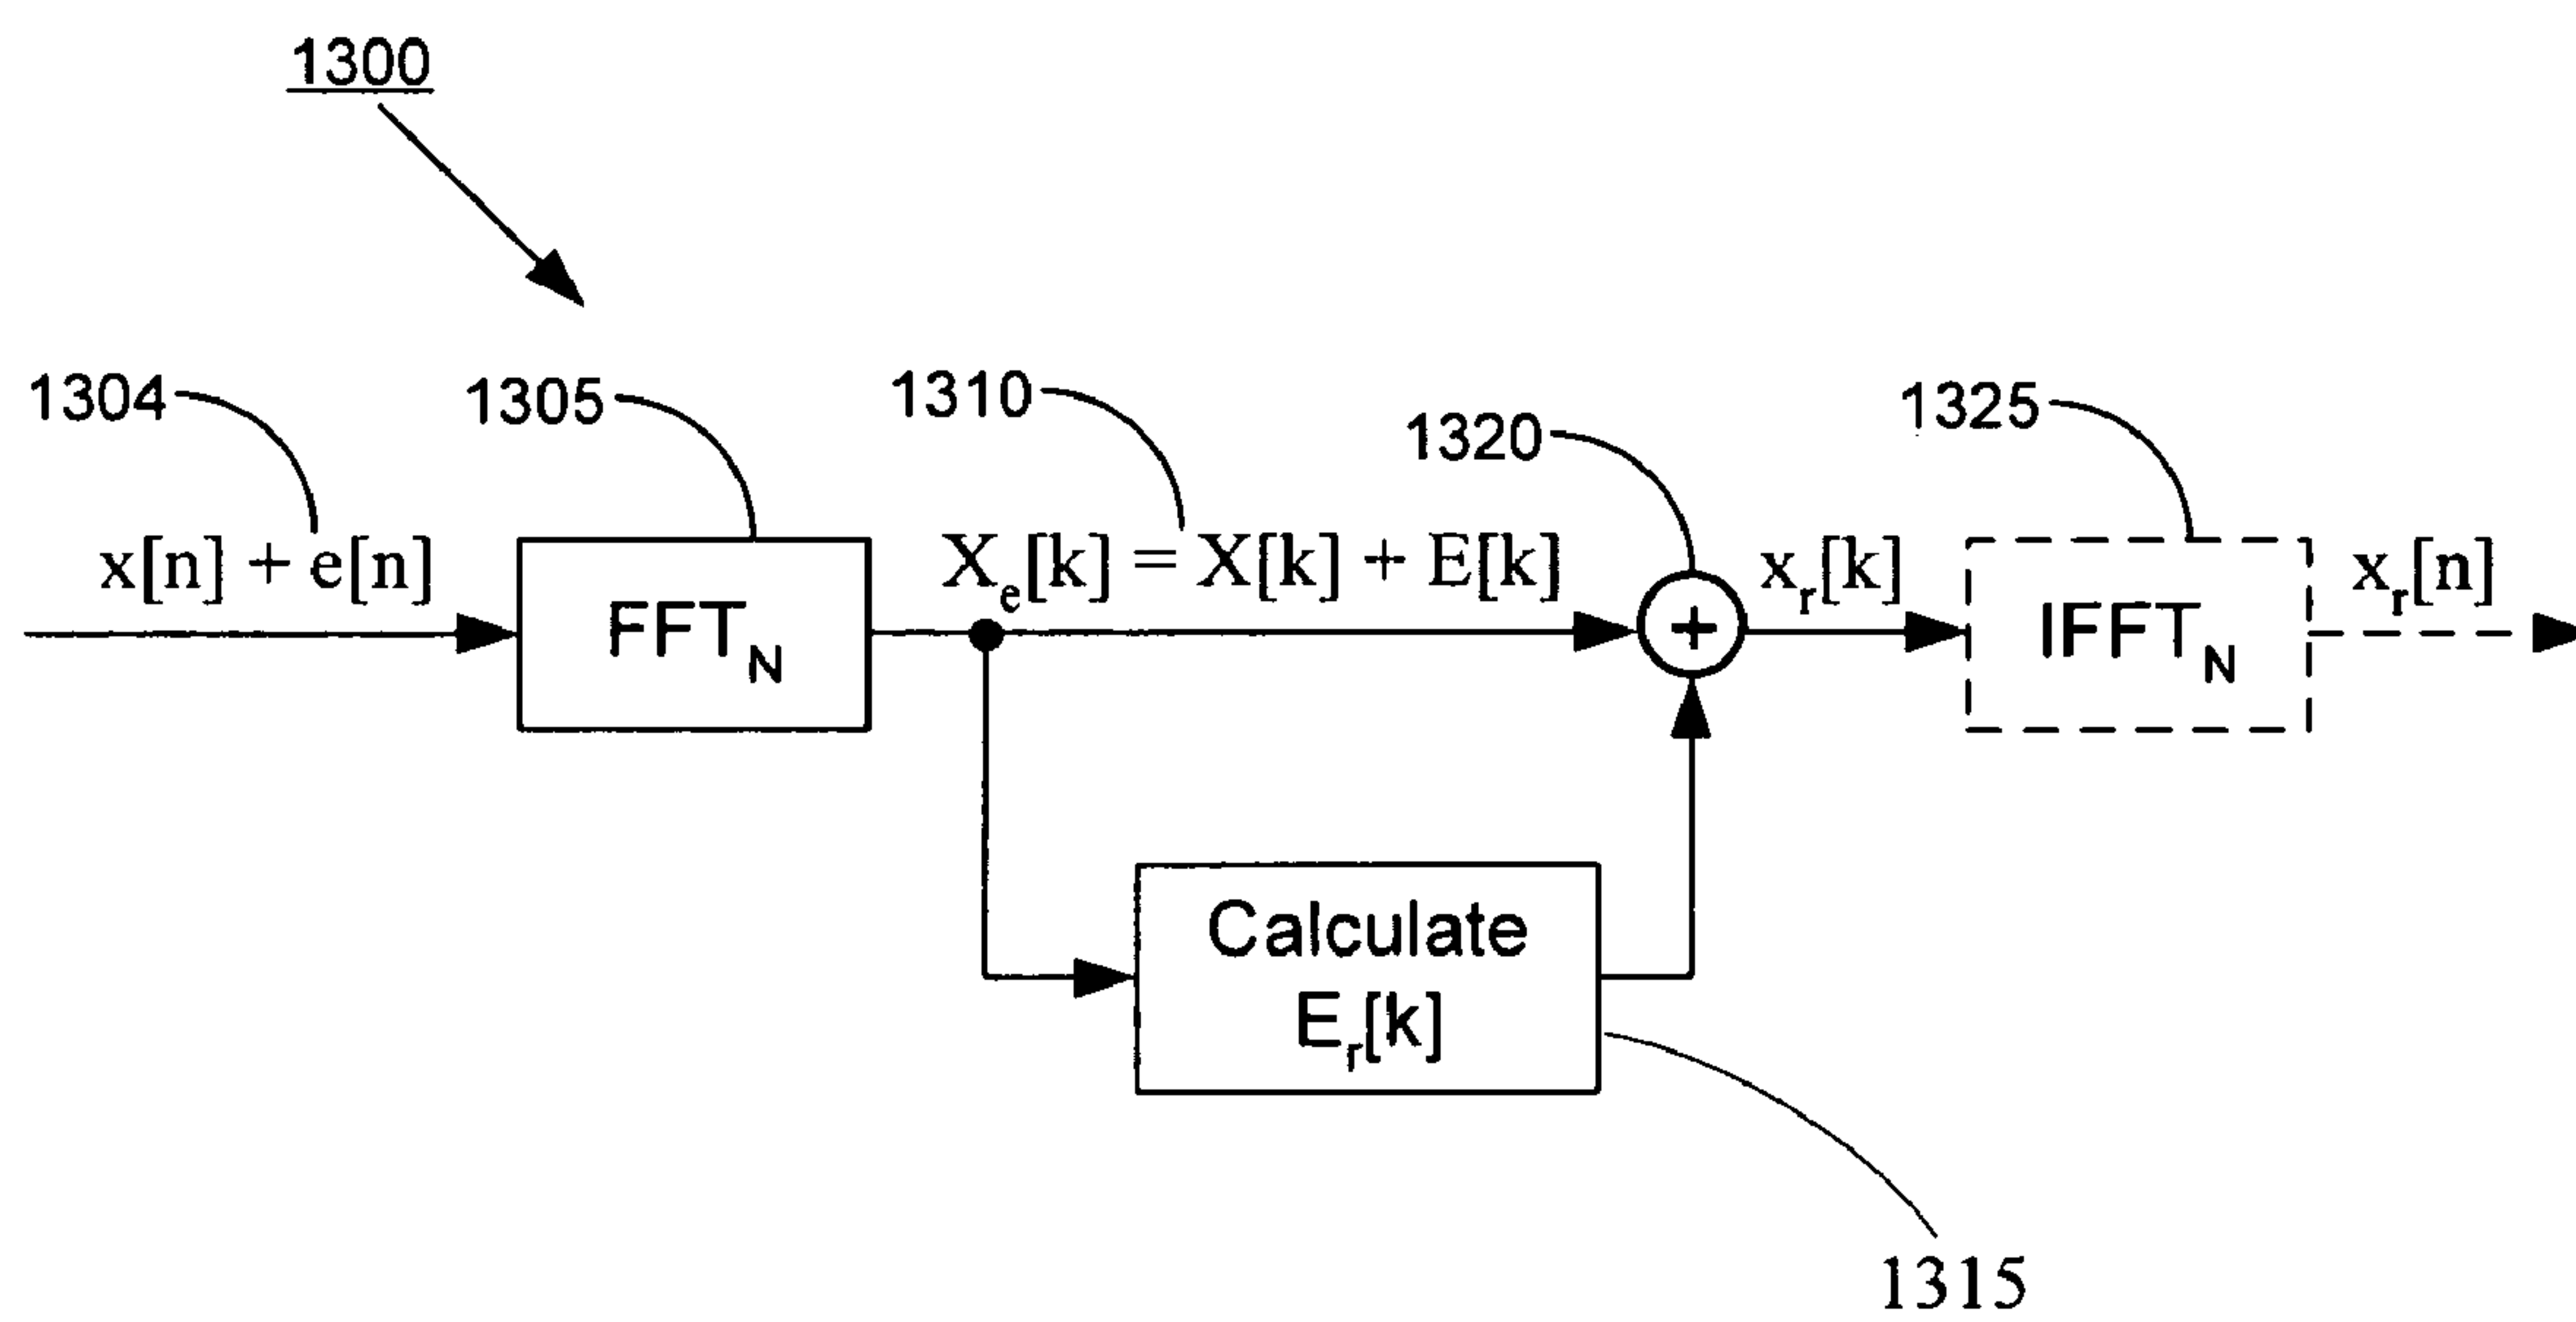 1300
1304
1305
1310
1320
1325
x[n] + e[n]
FFT_N
X_e[k] = X[k] + E[k]
+
x_r[k]
IFFT_N
x_r[n]
Calculate
E_r[k]
1315